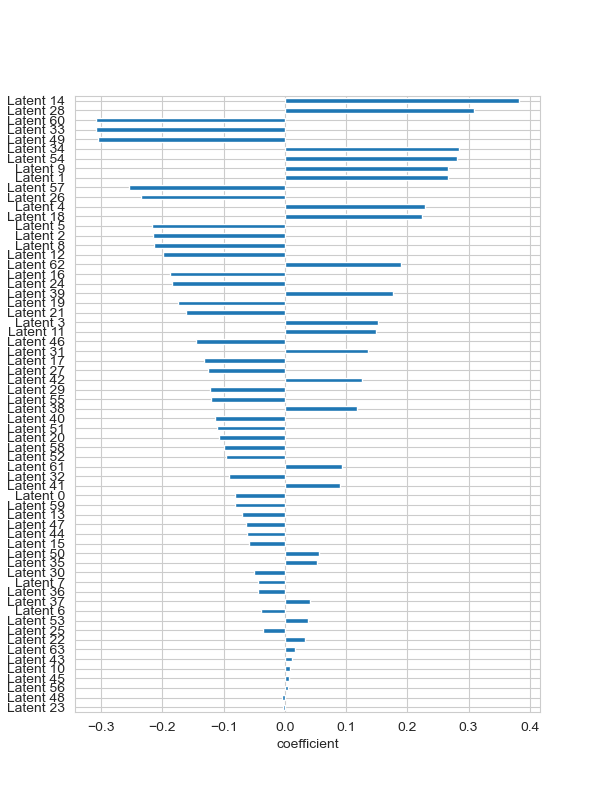 Latent 14
Latent 28
Latent 60
Latent 33
Latent 49
Latent 34
Latent 54
Latent 9
Latent 1
Latent 57
Latent 26
Latent 4
Latent 18
Latent 5
Latent 2
Latent 8
Latent 12
Latent 62
Latent 16
Latent 24
Latent 39
Latent 19
Latent 21
Latent 3
Latent 11
Latent 46
Latent 31
Latent 17
Latent 27
Latent 42
Latent 29
Latent 55
Latent 38
Latent 40
Latent 51
Latent 20
Latent 58
Latent 52
Latent 61
Latent 32
Latent 41
Latent 0
Latent 59
Latent 13
Latent 47
Latent 44
Latent 15
Latent 50
Latent 35
Latent 30
Latent 7
Latent 36
Latent 37
Latent 6
Latent 53
Latent 25
Latent 22
Latent 63
Latent 43
Latent 10
Latent 45
Latent 56
Latent 48
Latent 23
−0.3 −0.2 −0.1 0.0 0.1 0.2 0.3 0.4
coefficient